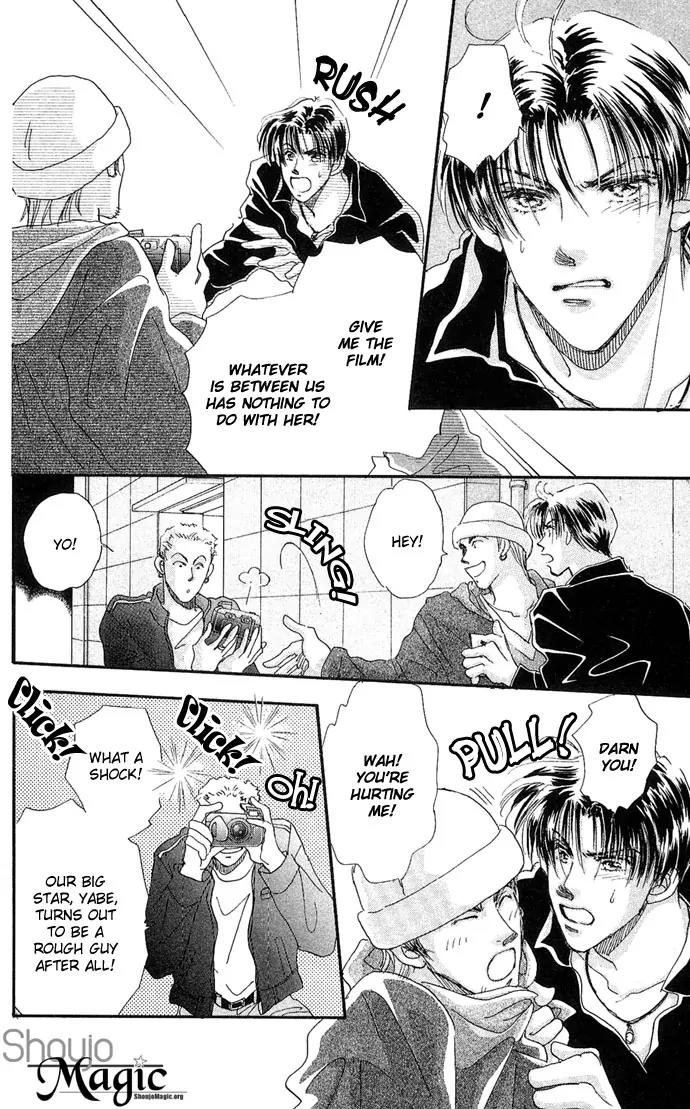 !
RUSH
GIVE
ME THE
FILM!
WHATEVER
IS BETWEEN US
HAS NOTHING TO
DO WITH HER!
HEY!
SLING!
YO!
DARN
YOU!
PULL!
WAH!
YOU'RE
HURTING
ME!
OH!
Click!
Click!
WHAT A
SHOCK!
OUR BIG
STAR, YABE,
TURNS OUT
TO BE A
ROUGH GUY
AFTER ALL!
Shoujo
Magic
ShoujoMagic.org